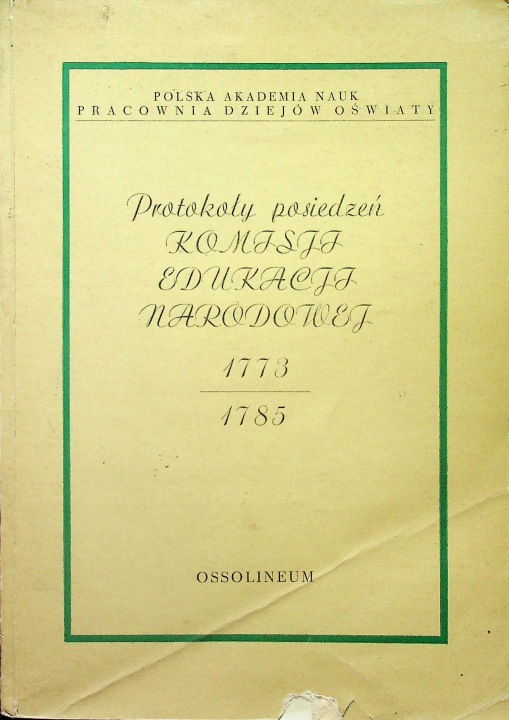 POLSKA AKADEMIA NAUK
PRACOWNIA DZIEJÓW OŚWIATY
Protokoły posiedzeń
KOMISJI
EDUKACJI
NARODOWEJ
1773
1785
OSSOLINEUM